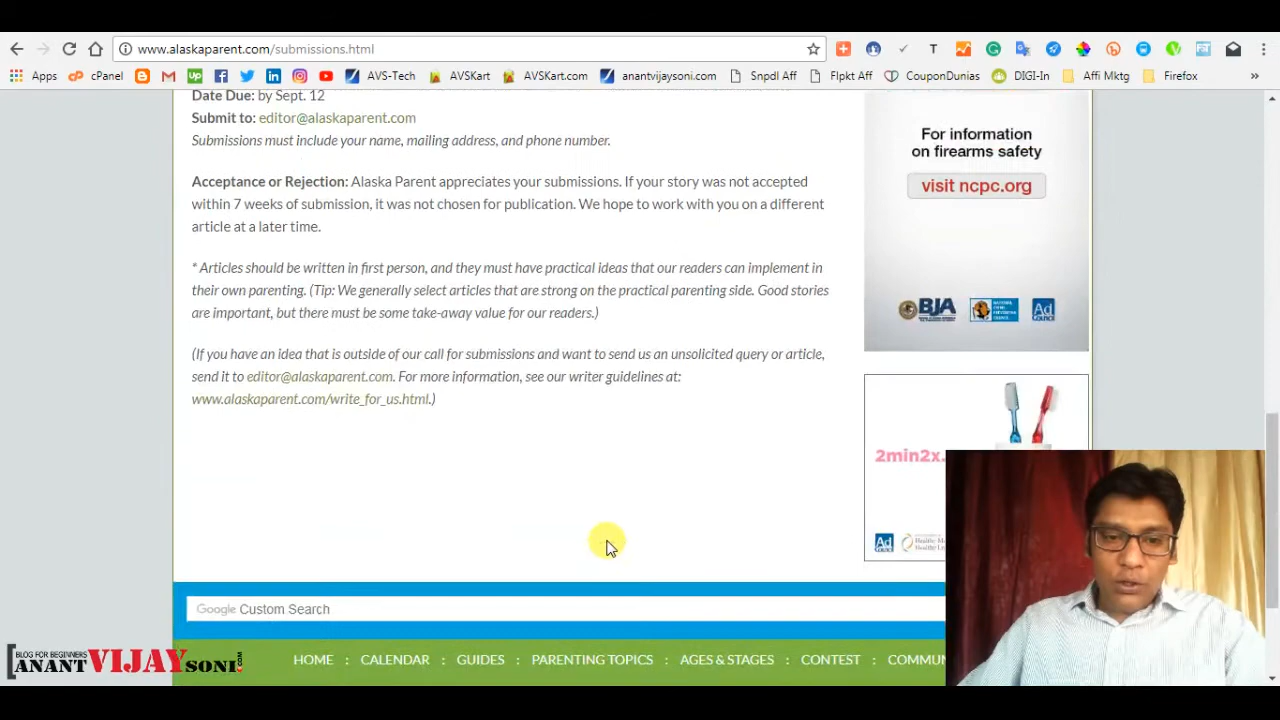 www.alaskaparent.com/submissions.html
Apps cPanel AVS-Tech AVSKart AVSKart.com anantvijaysoni.com Snpdl Aff Flpkt Aff CouponDunias DIGI-In Affi Mktg Firefox »
Date Due: by Sept. 12
Submit to: editor@alaskaparent.com
Submissions must include your name, mailing address, and phone number.
Acceptance or Rejection: Alaska Parent appreciates your submissions. If your story was not accepted
within 7 weeks of submission, it was not chosen for publication. We hope to work with you on a different
article at a later time.
* Articles should be written in first person, and they must have practical ideas that our readers can implement in
their own parenting. (Tip: We generally select articles that are strong on the practical parenting side. Good stories
are important, but there must be some take-away value for our readers.)
(If you have an idea that is outside of our call for submissions and want to send us an unsolicited query or article,
send it to editor@alaskaparent.com. For more information, see our writer guidelines at:
www.alaskaparent.com/write_for_us.html.)
For information
on firearms safety
visit ncpc.org
BJA
Ad
Council
2min2x.
Ad
Council
Google Custom Search
HOME : CALENDAR : GUIDES : PARENTING TOPICS : AGES & STAGES : CONTEST : COMMUN
BLOG FOR BEGINNERS
ANANTVIJAYSONI.COM